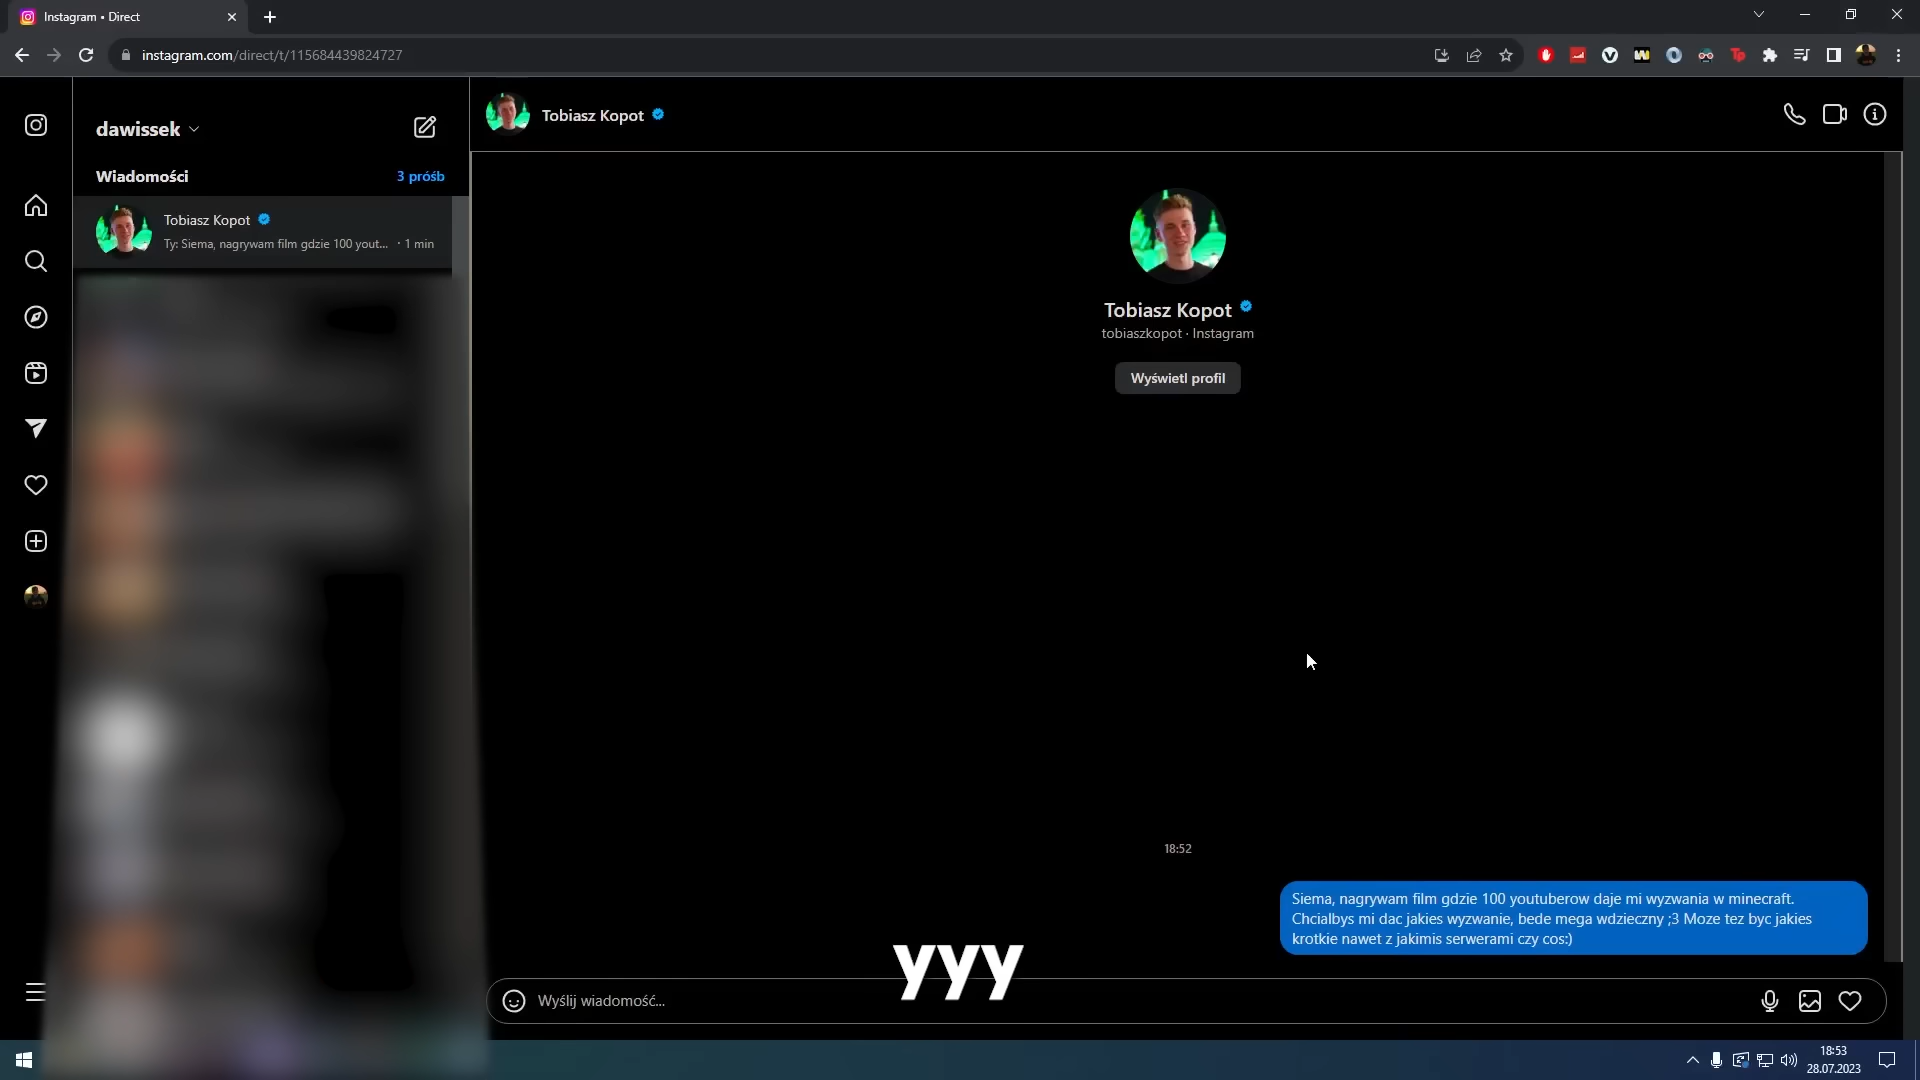 Instagram • Direct
instagram.com/direct/t/115684439824727
dawissek
Wiadomości
3 próśb
Tobiasz Kopot
Ty: Siema, nagrywam film gdzie 100 yout... · 1 min
Tobiasz Kopot
Tobiasz Kopot
tobiaszkopot · Instagram
Wyświetl profil
18:52
Siema, nagrywam film gdzie 100 youtuberow daje mi wyzwania w minecraft.
Chcialbys mi dac jakies wyzwanie, bede mega wdzieczny ;3 Moze tez byc jakies
krotkie nawet z jakimis serwerami czy cos:)
yyy
Wyślij wiadomość...
18:53
28.07.2023